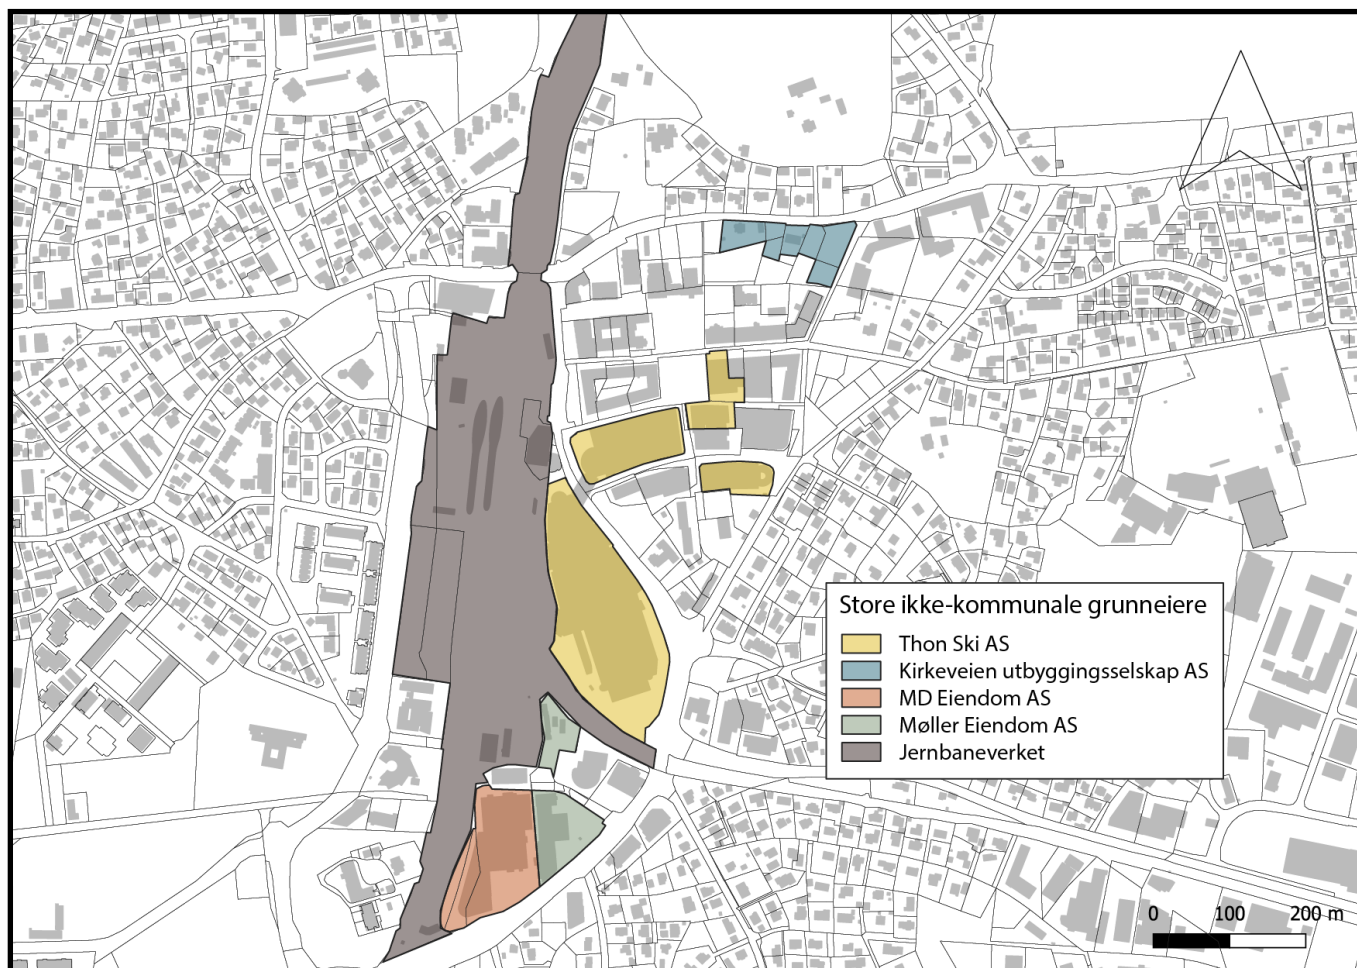 Store ikke-kommunale grunneiere
Thon Ski AS
Kirkeveien utbyggingsselskap AS
MD Eiendom AS
Møller Eiendom AS
Jernbaneverket
0 100 200 m